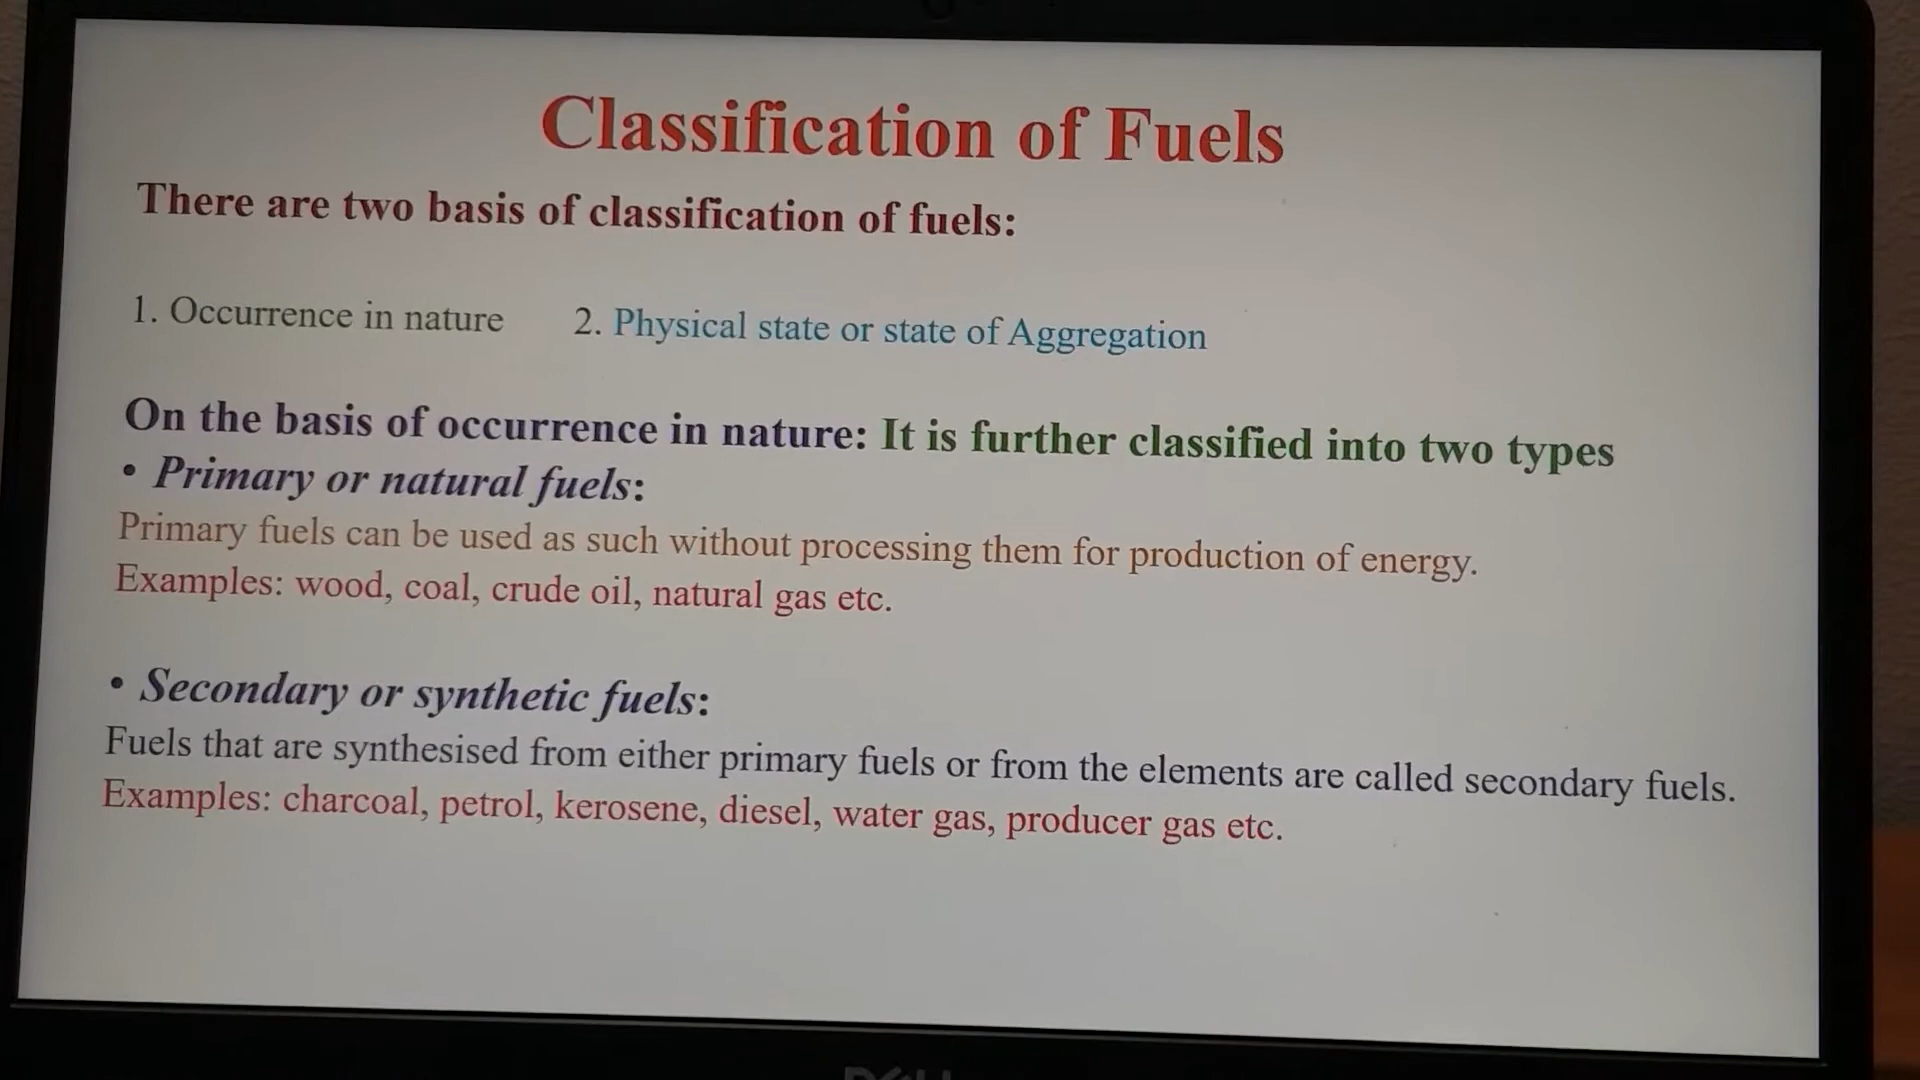 Classification of Fuels
There are two basis of classification of fuels:
1. Occurrence in nature 2. Physical state or state of Aggregation
On the basis of occurrence in nature: It is further classified into two types
• Primary or natural fuels:
Primary fuels can be used as such without processing them for production of energy.
Examples: wood, coal, crude oil, natural gas etc.
• Secondary or synthetic fuels:
Fuels that are synthesised from either primary fuels or from the elements are called secondary fuels.
Examples: charcoal, petrol, kerosene, diesel, water gas, producer gas etc.